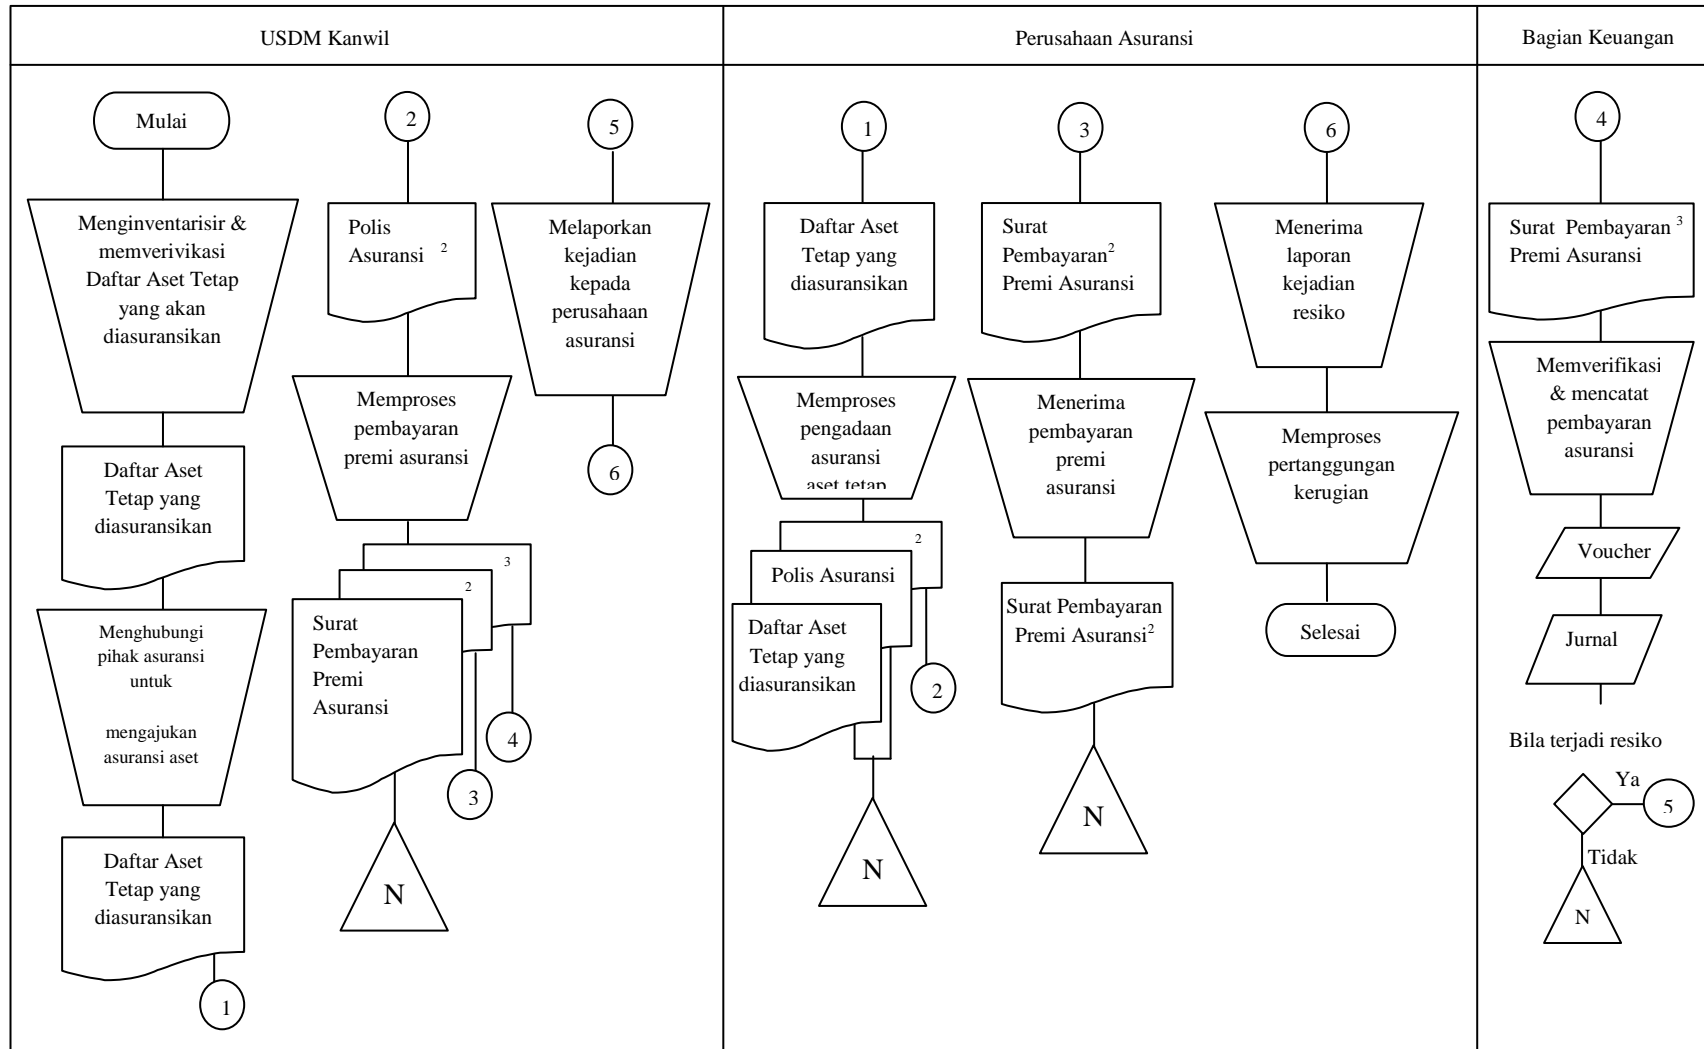 USDM Kanwil
Perusahaan Asuransi
Bagian Keuangan
Mulai
Menginventarisir &
memverivikasi
Daftar Aset Tetap
yang akan
diasuransikan
Daftar Aset
Tetap yang
diasuransikan
Menghubungi
pihak asuransi
untuk
mengajukan
asuransi aset
Daftar Aset
Tetap yang
diasuransikan
1
2
Polis
Asuransi 2
Memproses
pembayaran
premi asuransi
3
2
Surat
Pembayaran
Premi
Asuransi
4
3
N
5
Melaporkan
kejadian
kepada
perusahaan
asuransi
6
1
Daftar Aset
Tetap yang
diasuransikan
Memproses
pengadaan
asuransi
aset tetap
2
Polis Asuransi
Daftar Aset
Tetap yang
diasuransikan
2
N
3
Surat
Pembayaran2
Premi Asuransi
Menerima
pembayaran
premi
asuransi
Surat Pembayaran
Premi Asuransi2
N
6
Menerima
laporan
kejadian
resiko
Memproses
pertanggungan
kerugian
Selesai
4
Surat Pembayaran 3
Premi Asuransi
Memverifikasi
& mencatat
pembayaran
asuransi
Voucher
Jurnal
Bila terjadi resiko
Ya
5
Tidak
N